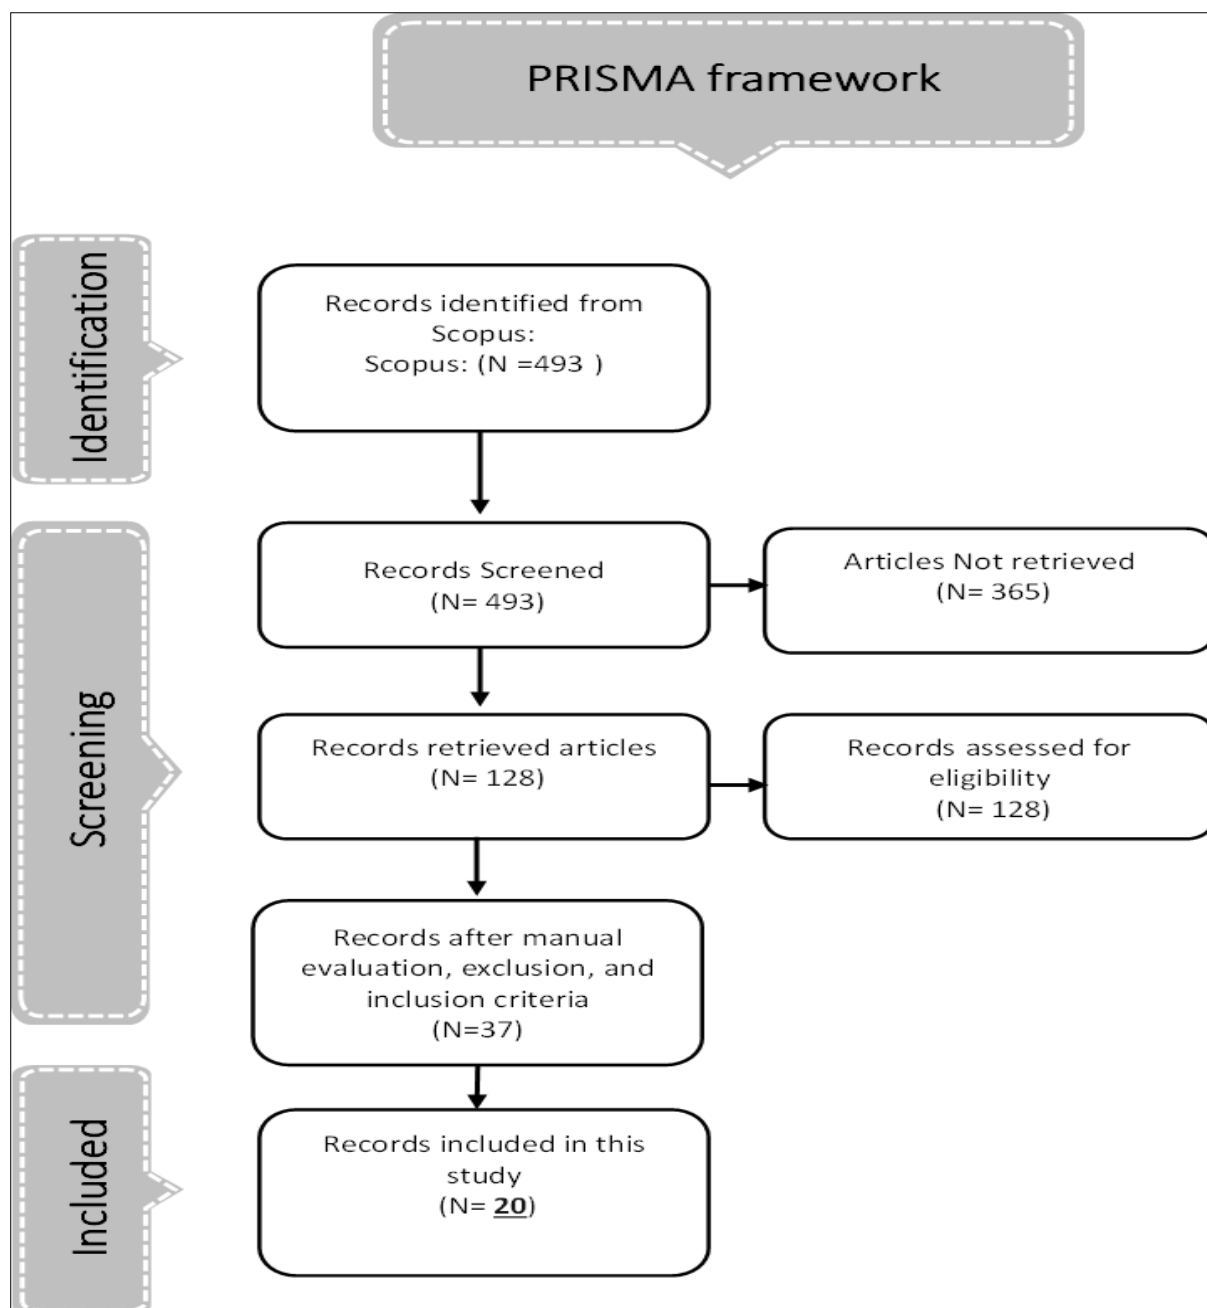 PRISMA framework
Identification
Records identified from
Scopus:
Scopus: (N =493 )
Screening
Records Screened
(N= 493)
Articles Not retrieved
(N= 365)
Records retrieved articles
(N= 128)
Records assessed for
eligibility
(N= 128)
Records after manual
evaluation, exclusion, and
inclusion criteria
(N=37)
Included
Records included in this
study
(N= 20)